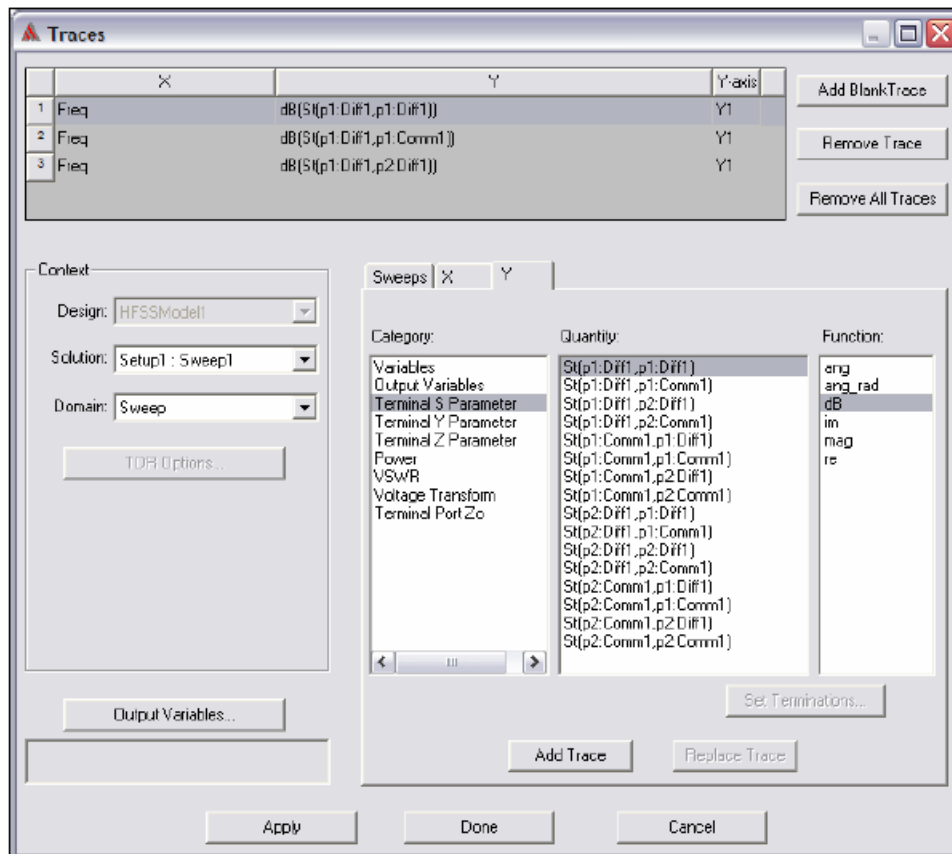 Traces
X Y Y-axis
1 Freq dB(St(p1:Diff1,p1:Diff1)) Y1
2 Freq dB(St(p1:Diff1,p1:Comm1)) Y1
3 Freq dB(St(p1:Diff1,p2:Diff1)) Y1
Add BlankTrace
Remove Trace
Remove All Traces
Context
Design: HFSSModel1
Solution: Setup1 : Sweep1
Domain: Sweep
TDR Options...
Output Variables...
Sweeps X Y
Category:
Variables
Output Variables
Terminal S Parameter
Terminal Y Parameter
Terminal Z Parameter
Power
VSWR
Voltage Transform
Terminal Port Zo
Quantity:
St(p1:Diff1,p1:Diff1)
St(p1:Diff1,p1:Comm1)
St(p1:Diff1,p2:Diff1)
St(p1:Diff1,p2:Comm1)
St(p1:Comm1,p1:Diff1)
St(p1:Comm1,p1:Comm1)
St(p1:Comm1,p2:Diff1)
St(p1:Comm1,p2:Comm1)
St(p2:Diff1,p1:Diff1)
St(p2:Diff1,p1:Comm1)
St(p2:Diff1,p2:Diff1)
St(p2:Diff1,p2:Comm1)
St(p2:Comm1,p1:Diff1)
St(p2:Comm1,p1:Comm1)
St(p2:Comm1,p2:Diff1)
St(p2:Comm1,p2:Comm1)
Function:
ang
ang_rad
dB
im
mag
re
Set Terminations...
Add Trace
Replace Trace
Apply
Done
Cancel